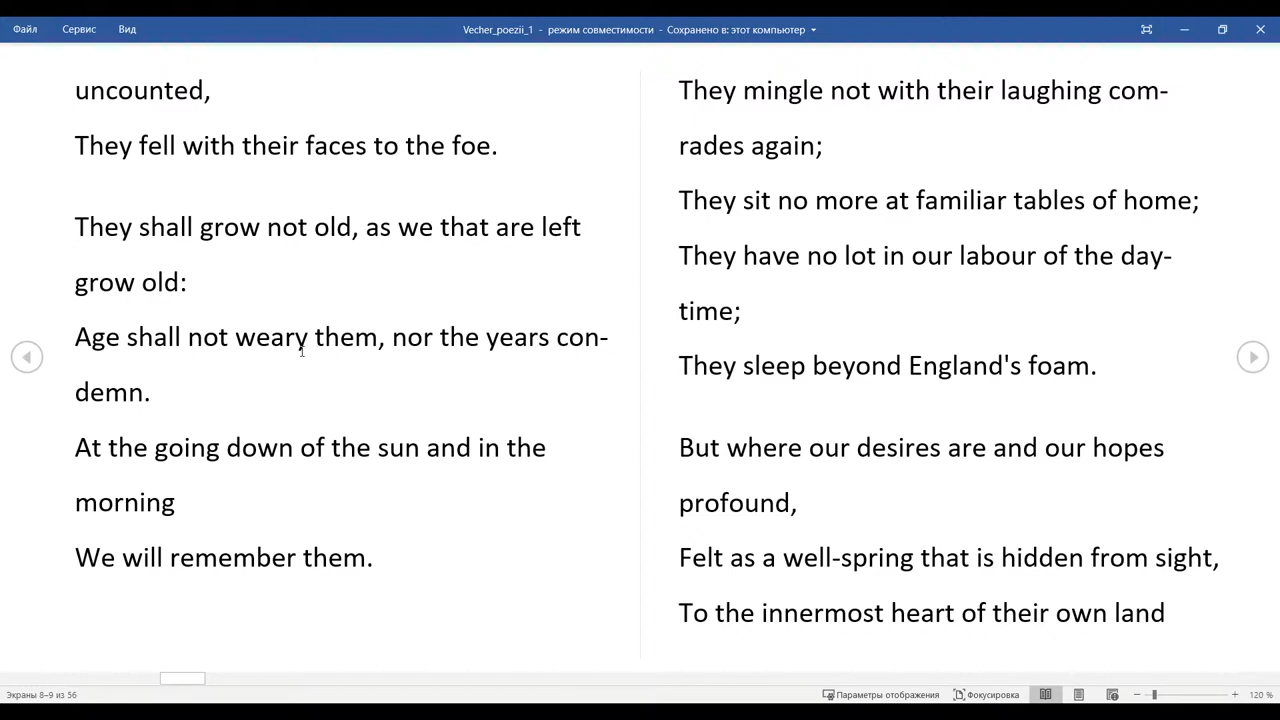 Файл Сервис Вид Vecher_poezii_1 - режим совместимости - Сохранено в: этот компьютер
uncounted,
They fell with their faces to the foe.
They shall grow not old, as we that are left
grow old:
Age shall not weary them, nor the years con-
demn.
At the going down of the sun and in the
morning
We will remember them.
They mingle not with their laughing com-
rades again;
They sit no more at familiar tables of home;
They have no lot in our labour of the day-
time;
They sleep beyond England's foam.
But where our desires are and our hopes
profound,
Felt as a well-spring that is hidden from sight,
To the innermost heart of their own land
Экраны 8–9 из 56 Параметры отображения Фокусировка 120 %